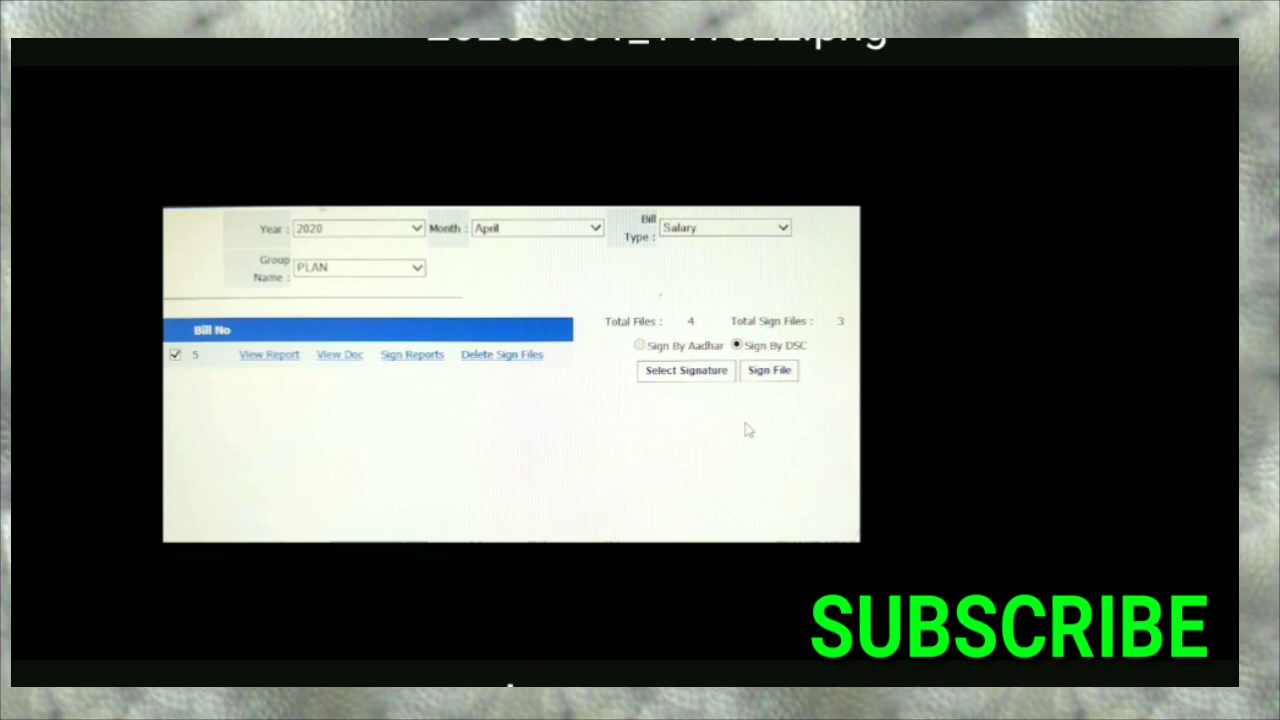 Year : 2020 Month : April Bill Type : Salary
Group Name : PLAN
Bill No
Total Files : 4 Total Sign Files : 3
5 View Report View Doc Sign Reports Delete Sign Files
Sign By Aadhar Sign By DSC
Select Signature Sign File
SUBSCRIBE